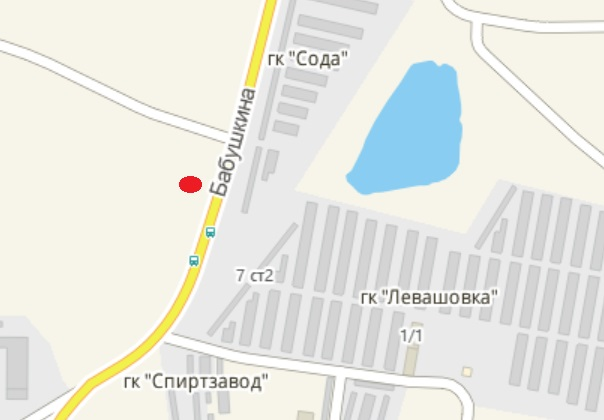 гк "Сода"
Бабушкина
7 ст2
гк "Левашовка"
1/1
гк "Спиртзавод"